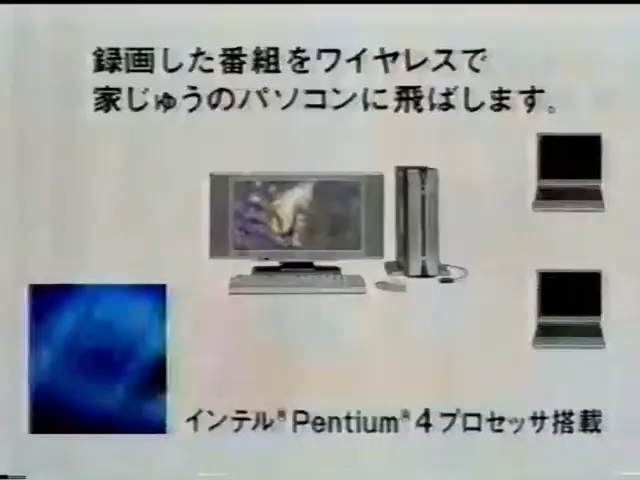 録画した番組をワイヤレスで
家じゅうのパソコンに飛ばします。
インテル® Pentium® 4 プロセッサ搭載